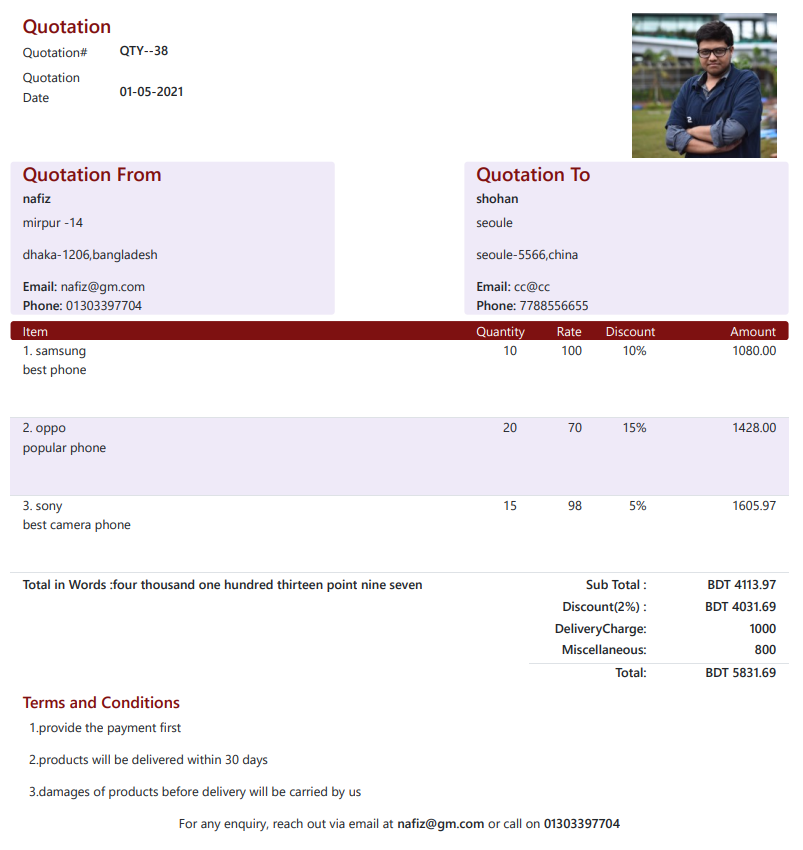 Quotation
Quotation# QTY--38
Quotation
Date 01-05-2021
Quotation From
nafiz
mirpur -14
dhaka-1206,bangladesh
Email: nafiz@gm.com
Phone: 01303397704
Quotation To
shohan
seoule
seoule-5566,china
Email: cc@cc
Phone: 7788556655
Item Quantity Rate Discount Amount
1. samsung 10 100 10% 1080.00
best phone
2. oppo 20 70 15% 1428.00
popular phone
3. sony 15 98 5% 1605.97
best camera phone
Total in Words :four thousand one hundred thirteen point nine seven
Sub Total : BDT 4113.97
Discount(2%) : BDT 4031.69
DeliveryCharge: 1000
Miscellaneous: 800
Total: BDT 5831.69
Terms and Conditions
1.provide the payment first
2.products will be delivered within 30 days
3.damages of products before delivery will be carried by us
For any enquiry, reach out via email at nafiz@gm.com or call on 01303397704